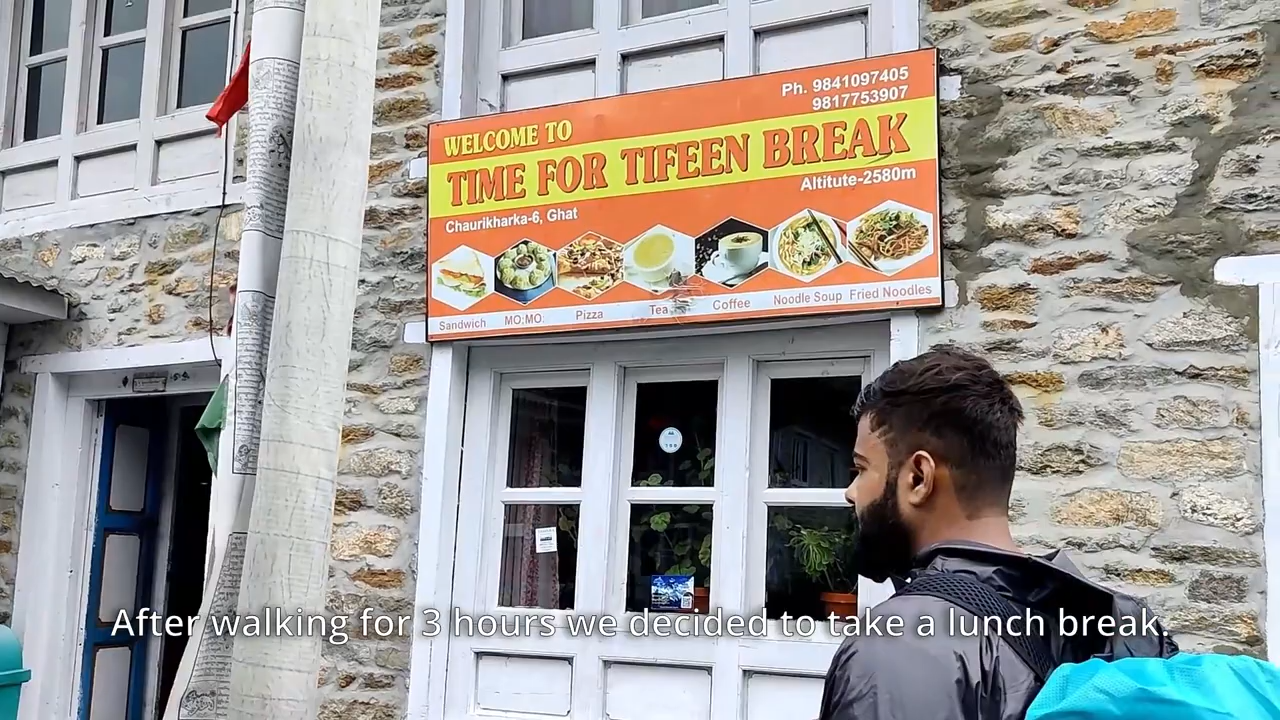 Ph. 9841097405
9817753907
WELCOME TO
TIME FOR TIFEEN BREAK
Altitute-2580m
Chaurikharka-6, Ghat
Sandwich MO;MO; Pizza Tea Coffee Noodle Soup Fried Noodles
After walking for 3 hours we decided to take a lunch break.